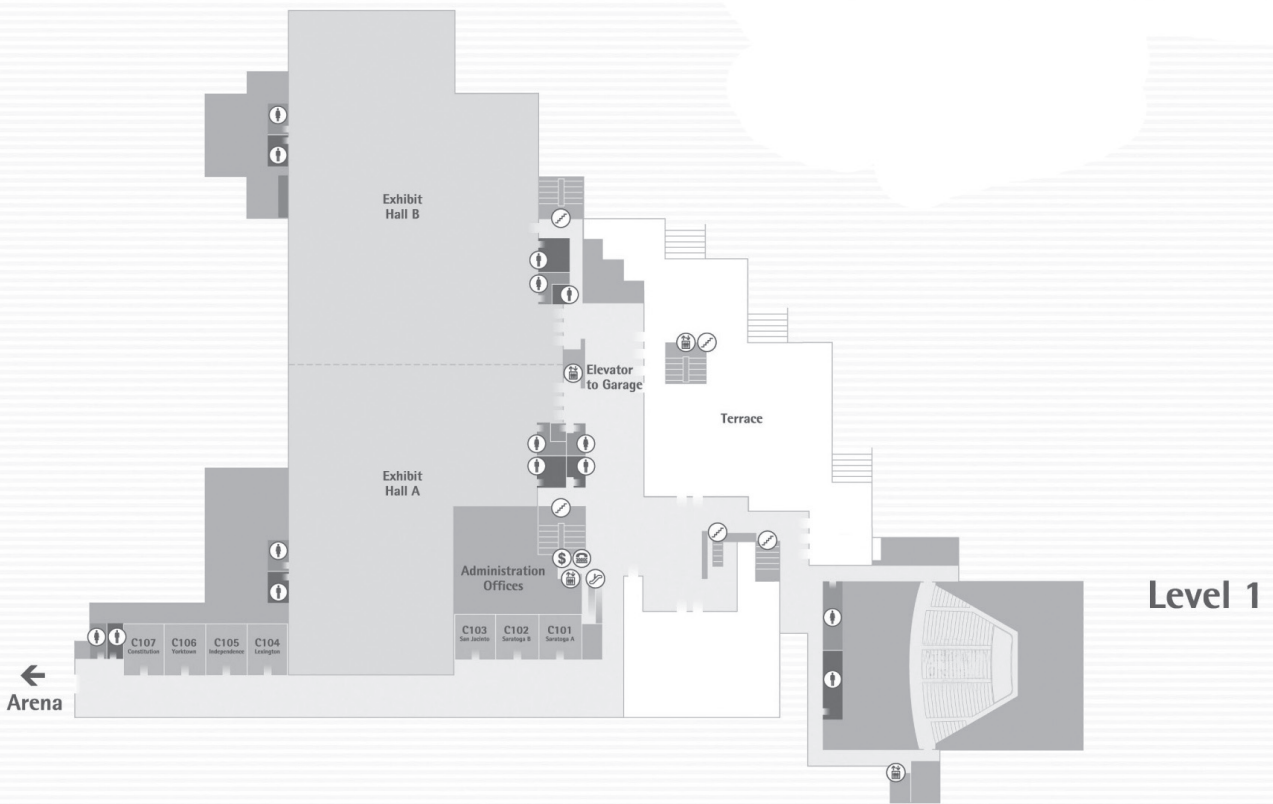 Exhibit
Hall B
Elevator
to Garage
Terrace
Exhibit
Hall A
$
Administration
Offices
Level 1
C107
Constitution
C106
Yorktown
C105
Independence
C104
Lexington
C103
San Jacinto
C102
Saratoga B
C101
Saratoga A
←
Arena